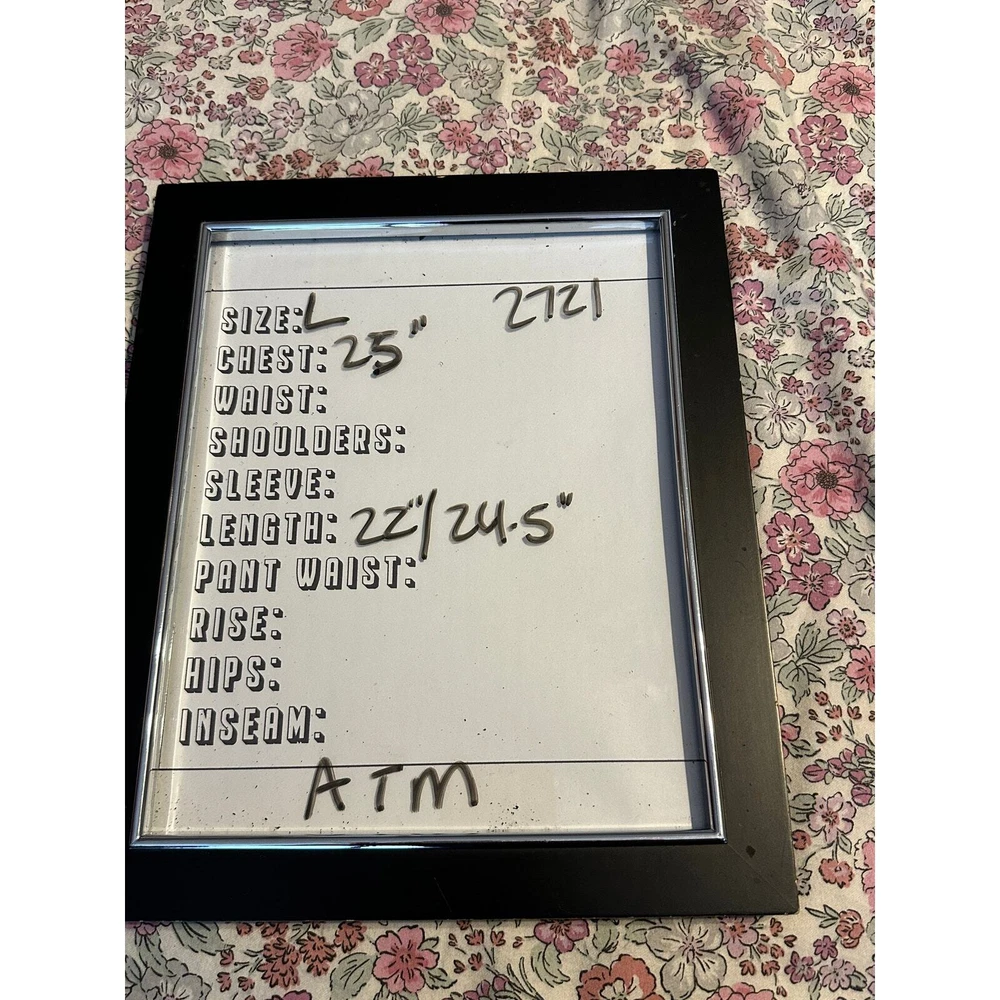 SIZE: L 2721
CHEST: 25"
WAIST:
SHOULDERS:
SLEEVE:
LENGTH: 22"/24.5"
PANT WAIST:
RISE:
HIPS:
INSEAM:
ATM